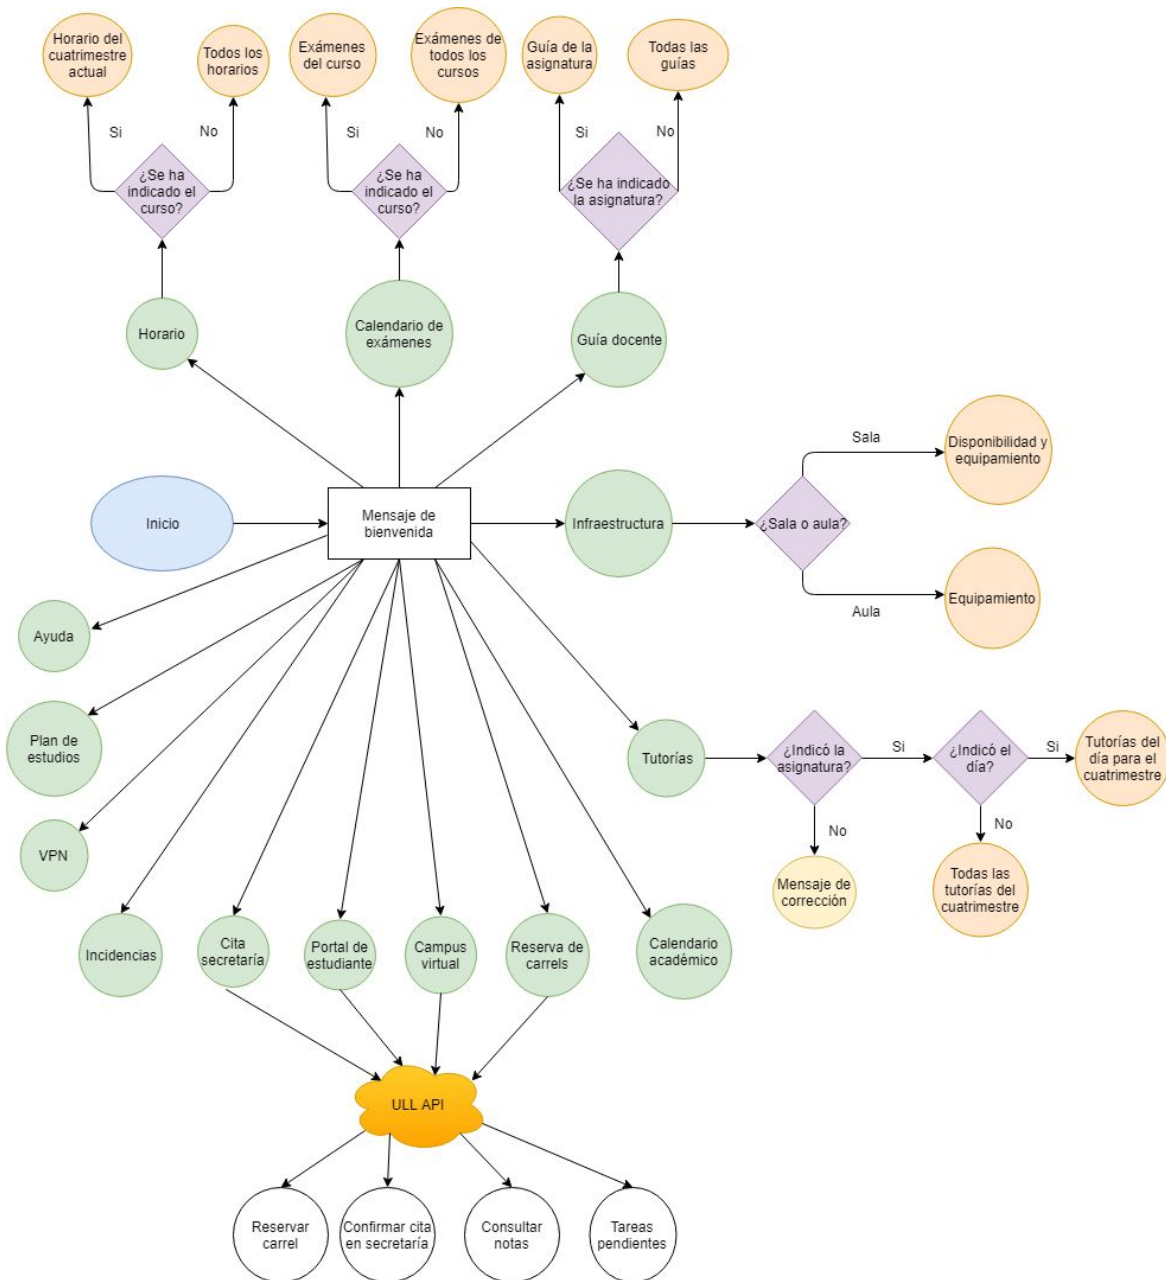 Horario del
cuatrimestre
actual
Todos los
horarios
Exámenes
del curso
Exámenes de
todos los
cursos
Guía de la
asignatura
Todas las
guías
Si
No
Si
No
Si
No
¿Se ha
indicado el
curso?
¿Se ha
indicado el
curso?
¿Se ha indicado
la asignatura?
Horario
Calendario de
exámenes
Guía docente
Sala
Disponibilidad y
equipamiento
Inicio
Mensaje de
bienvenida
Infraestructura
¿Sala o aula?
Equipamiento
Aula
Ayuda
Plan de
estudios
Tutorías
¿Indicó la
asignatura?
Si
¿Indicó el
día?
Si
Tutorías del
día para el
cuatrimestre
No
No
VPN
Mensaje de
corrección
Todas las
tutorías del
cuatrimestre
Incidencias
Cita
secretaría
Portal de
estudiante
Campus
virtual
Reserva de
carrels
Calendario
académico
ULL API
Reservar
carrel
Confirmar cita
en secretaría
Consultar
notas
Tareas
pendientes